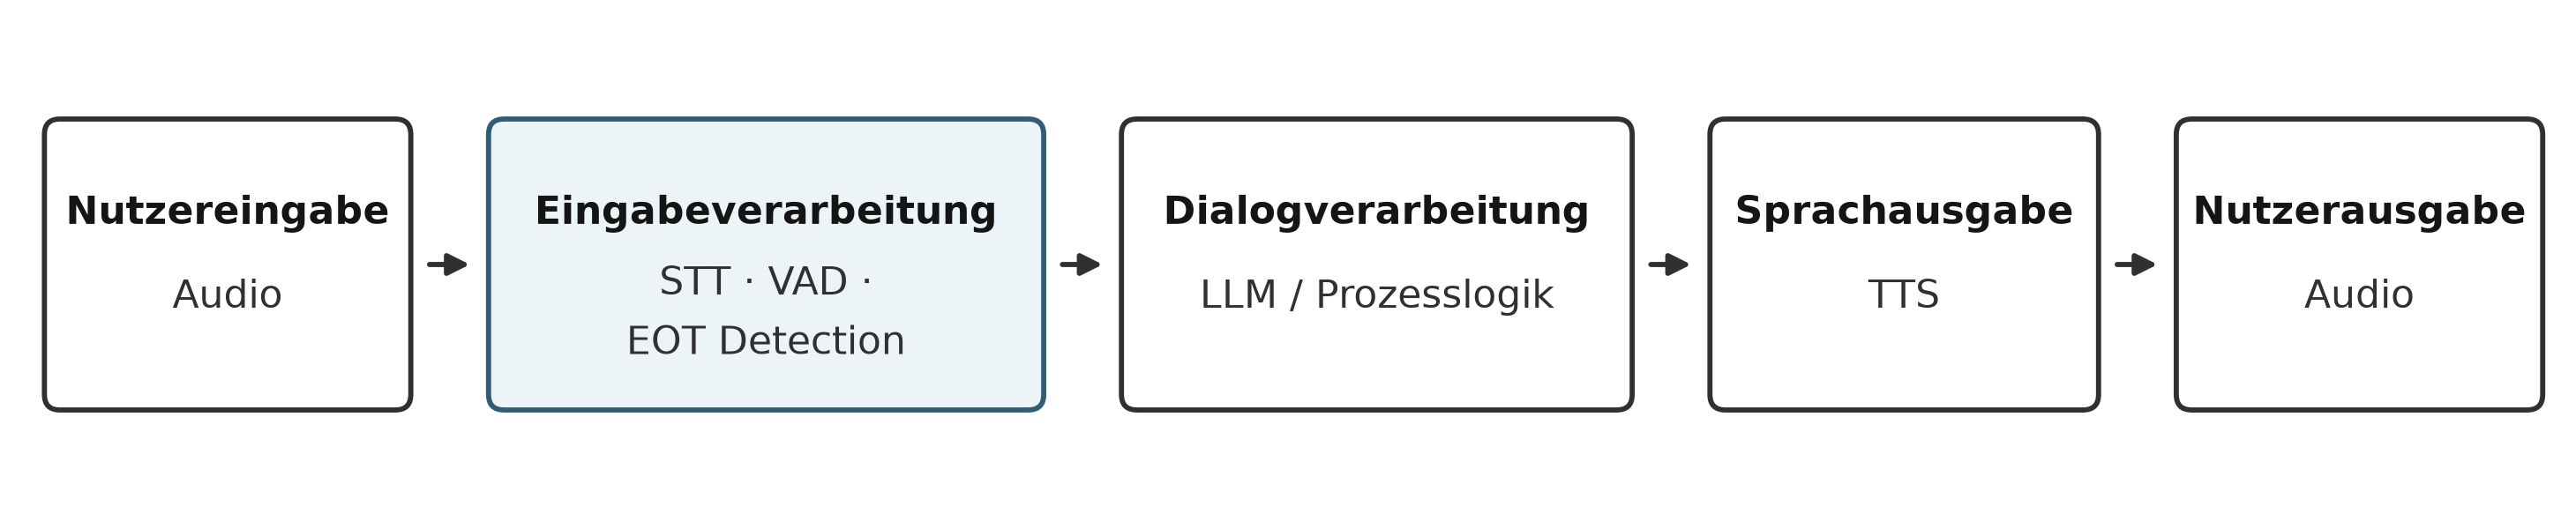 Nutzereingabe
Audio
Eingabeverarbeitung
STT · VAD ·
EOT Detection
Dialogverarbeitung
LLM / Prozesslogik
Sprachausgabe
TTS
Nutzerausgabe
Audio